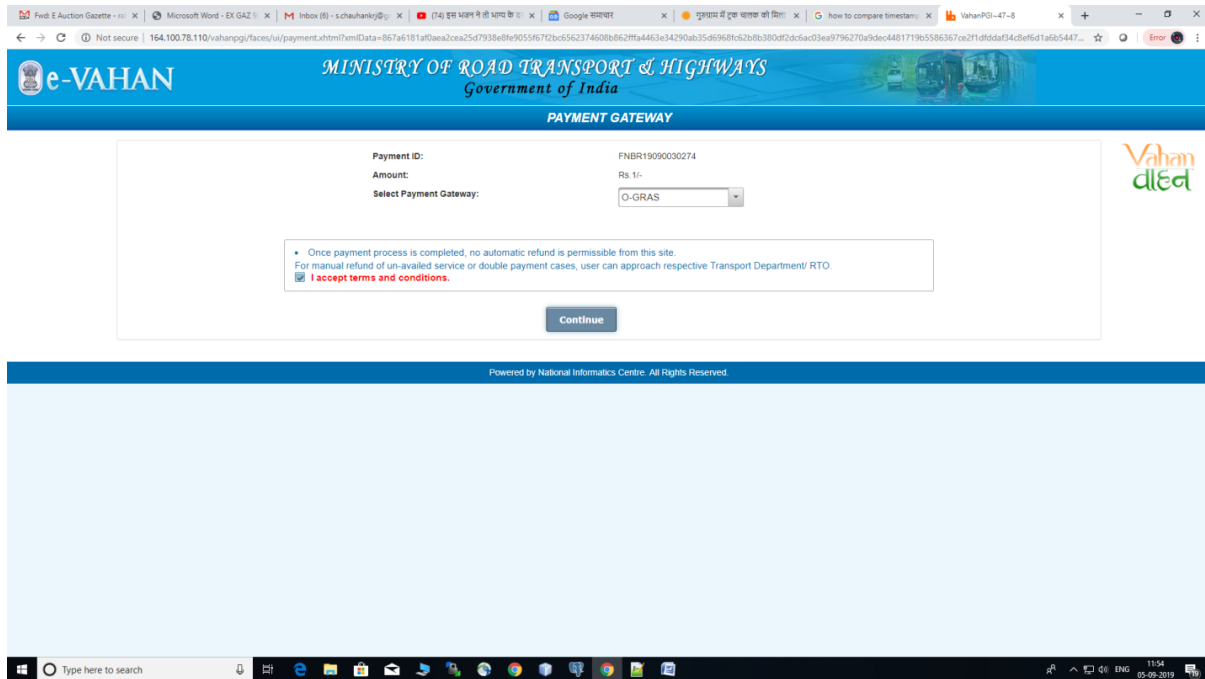 Fwd: E Auction Gazette - ra
Microsoft Word - EX GAZ
Inbox (6) - s.chauhankrj@g
(74) इस भजन ने तो भाग्य के
Google समाचार
गुरुग्राम में ट्रक चालक को मिला
how to compare timestamp
VahanPGI~47~8
Not secure | 164.100.78.110/vahanpgi/faces/ui/payment.xhtml?xmlData=
Error
e-VAHAN
MINISTRY OF ROAD TRANSPORT & HIGHWAYS
Government of India
PAYMENT GATEWAY
Vahan
वाहन
Payment ID: FNBR19090030274
Amount: Rs.1/-
Select Payment Gateway: O-GRAS
• Once payment process is completed, no automatic refund is permissible from this site.
For manual refund of un-availed service or double payment cases, user can approach respective Transport Department/ RTO.
I accept terms and conditions.
Continue
Powered by National Informatics Centre. All Rights Reserved.
Type here to search
ENG
11:54
05-09-2019